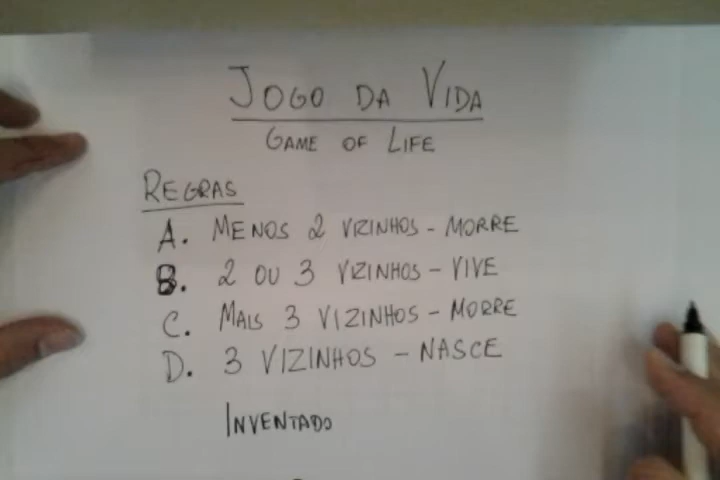 JOGO DA VIDA
GAME OF LIFE
REGRAS
A. MENOS 2 VIZINHOS - MORRE
B. 2 OU 3 VIZINHOS - VIVE
C. MAIS 3 VIZINHOS - MORRE
D. 3 VIZINHOS - NASCE
INVENTADO